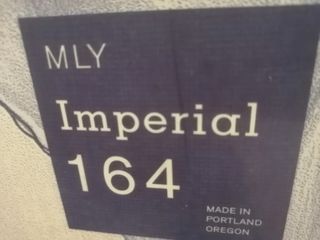 MLY
Imperial
164
MADE IN
PORTLAND
OREGON